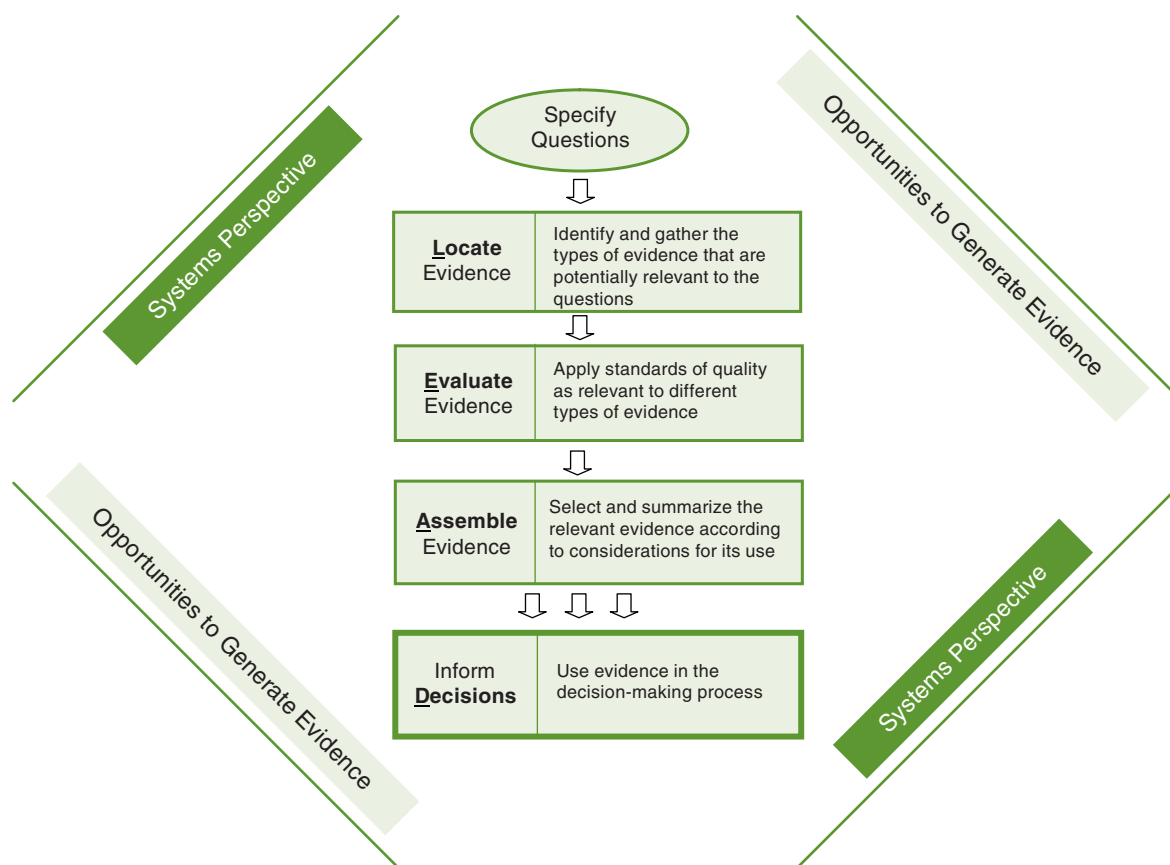 Systems Perspective
Opportunities to Generate Evidence
Specify
Questions
Locate
Evidence
Identify and gather the
types of evidence that are
potentially relevant to the
questions
Evaluate
Evidence
Apply standards of quality
as relevant to different
types of evidence
Assemble
Evidence
Select and summarize the
relevant evidence according
to considerations for its use
Inform
Decisions
Use evidence in the
decision-making process
Opportunities to Generate Evidence
Systems Perspective